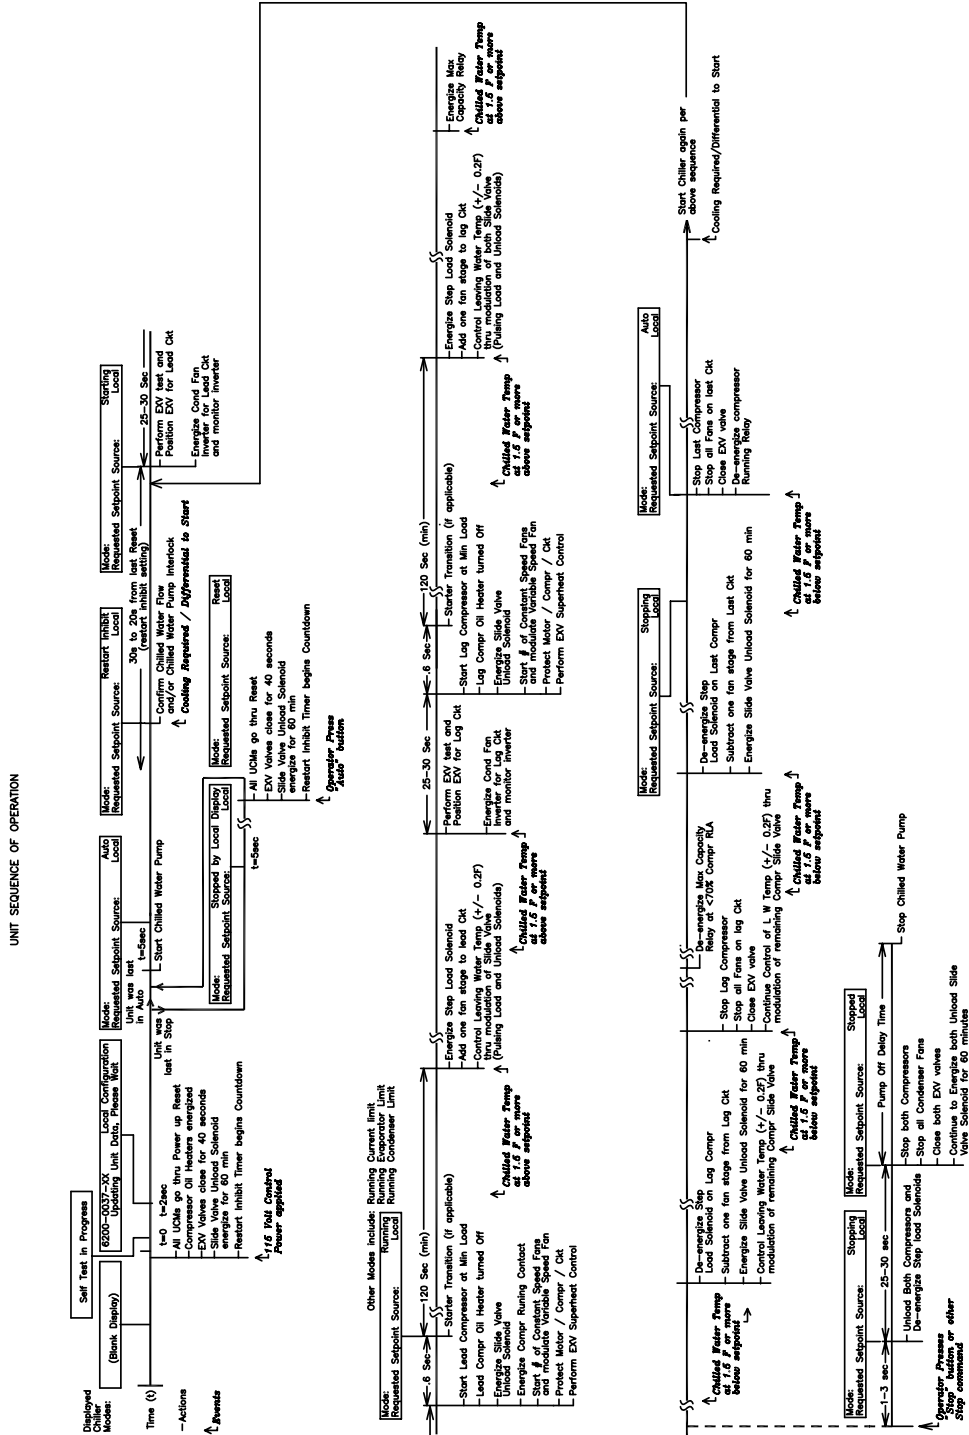 UNIT SEQUENCE OF OPERATION
Displayed
Chiller
Modes:
(Blank Display)
Self Test in Progress
6200-0037-XX Local Configuration
Updating Unit Data, Please Wait
Mode: Auto
Requested Setpoint Source: Local
Mode: Restart Inhibit
Requested Setpoint Source: Local
Mode: Starting
Requested Setpoint Source: Local
Time (t)
t=0 t=2sec
Unit was last
in Auto
t=5sec
Unit was
last in Stop
30s to 20s from last Reset
(restart inhibit setting)
25-30 Sec
Actions
Events
All UCMs go thru Power up Reset
Compressor Oil Heaters energized
EXV Valves close for 40 seconds
Slide Valve Unload Solenoid
energize for 60 min
Restart Inhibit Timer begins Countdown
115 Volt Control
Power applied
Start Chilled Water Pump
Mode: Stopped by Local Display
Requested Setpoint Source: Local
t=5sec
Mode: Reset
Requested Setpoint Source: Local
All UCMs go thru Reset
EXV Valves close for 40 seconds
Slide Valve Unload Solenoid
energize for 60 min
Restart Inhibit Timer begins Countdown
Operator Press
"Auto" button
Confirm Chilled Water Flow
and/or Chilled Water Pump Interlock
Cooling Required / Differential to Start
Perform EXV test and
Position EXV for Lead Ckt
Energize Cond Fan
Inverter for Lead Ckt
and monitor inverter
Other Modes include: Running Current limit
Running Evaporator Limit
Running Condenser Limit
Mode: Running
Requested Setpoint Source: Local
.6 Sec
120 Sec (min)
Starter Transition (if applicable)
Start Lead Compressor at Min Load
Lead Compr Oil Heater turned Off
Energize Slide Valve
Unload Solenoid
Energize Compr Runing Contact
Start # of Constant Speed Fans
and modulate Variable Speed Fan
Protect Motor / Compr / Ckt
Perform EXV Superheat Control
Chilled Water Temp
at 1.5 F or more
above setpoint
Energize Step Load Solenoid
Add one fan stage to lead Ckt
Control Leaving Water Temp (+/- 0.2F)
thru modulation of Slide Valve
(Pulsing Load and Unload Solenoids)
Chilled Water Temp
at 1.5 F or more
above setpoint
25-30 Sec
Perform EXV test and
Position EXV for Lag Ckt
Energize Cond Fan
Inverter for Lag Ckt
and monitor inverter
.6 Sec
120 Sec (min)
Starter Transition (if applicable)
Start Lag Compressor at Min Load
Lag Compr Oil Heater turned Off
Energize Slide Valve
Unload Solenoid
Start # of Constant Speed Fans
and modulate Variable Speed Fan
Protect Motor / Compr / Ckt
Perform EXV Superheat Control
Chilled Water Temp
at 1.5 F or more
above setpoint
Energize Step Load Solenoid
Add one fan stage to lag Ckt
Control Leaving Water Temp (+/- 0.2F)
thru modulation of both Slide Valve
(Pulsing Load and Unload Solenoids)
Energize Max
Capacity Relay
Chilled Water Temp
at 1.5 F or more
above setpoint
Chilled Water Temp
at 1.5 F or more
below setpoint
De-energize Step
Load Solenoid on Lag Compr
Subtract one fan stage from Lag Ckt
Energize Slide Valve Unload Solenoid for 60 min
Control Leaving Water Temp (+/- 0.2F) thru
modulation of remaining Compr Slide Valve
Chilled Water Temp
at 1.5 F or more
below setpoint
De-energize Max Capacity
Relay at <70% Compr RLA
Stop Lag Compressor
Stop all Fans on lag Ckt
Close EXV valve
Continue Control of L W Temp (+/- 0.2F) thru
modulation of remaining Compr Slide Valve
Chilled Water Temp
at 1.5 F or more
below setpoint
Mode: Stopping
Requested Setpoint Source: Local
De-energize Step
Load Solenoid on Last Compr
Subtract one fan stage from Last Ckt
Energize Slide Valve Unload Solenoid for 60 min
Chilled Water Temp
at 1.5 F or more
below setpoint
Mode: Auto
Requested Setpoint Source: Local
Stop Last Compressor
Stop all Fans on last Ckt
Close EXV valve
De-energize compressor
Running Relay
Start Chiller again per
above sequence
Cooling Required/Differential to Start
Mode: Stopping
Requested Setpoint Source: Local
Mode: Stopped
Requested Setpoint Source: Local
1-3 sec
25-30 sec
Pump Off Delay Time
Operator Presses
"Stop" button or other
Stop command
Unload Both Compressors and
De-energize Step load Solenoids
Stop both Compressors
Stop all Condenser Fans
Close both EXV valves
Continue to Energize both Unload Slide
Valve Solenoid for 60 minutes
Stop Chilled Water Pump